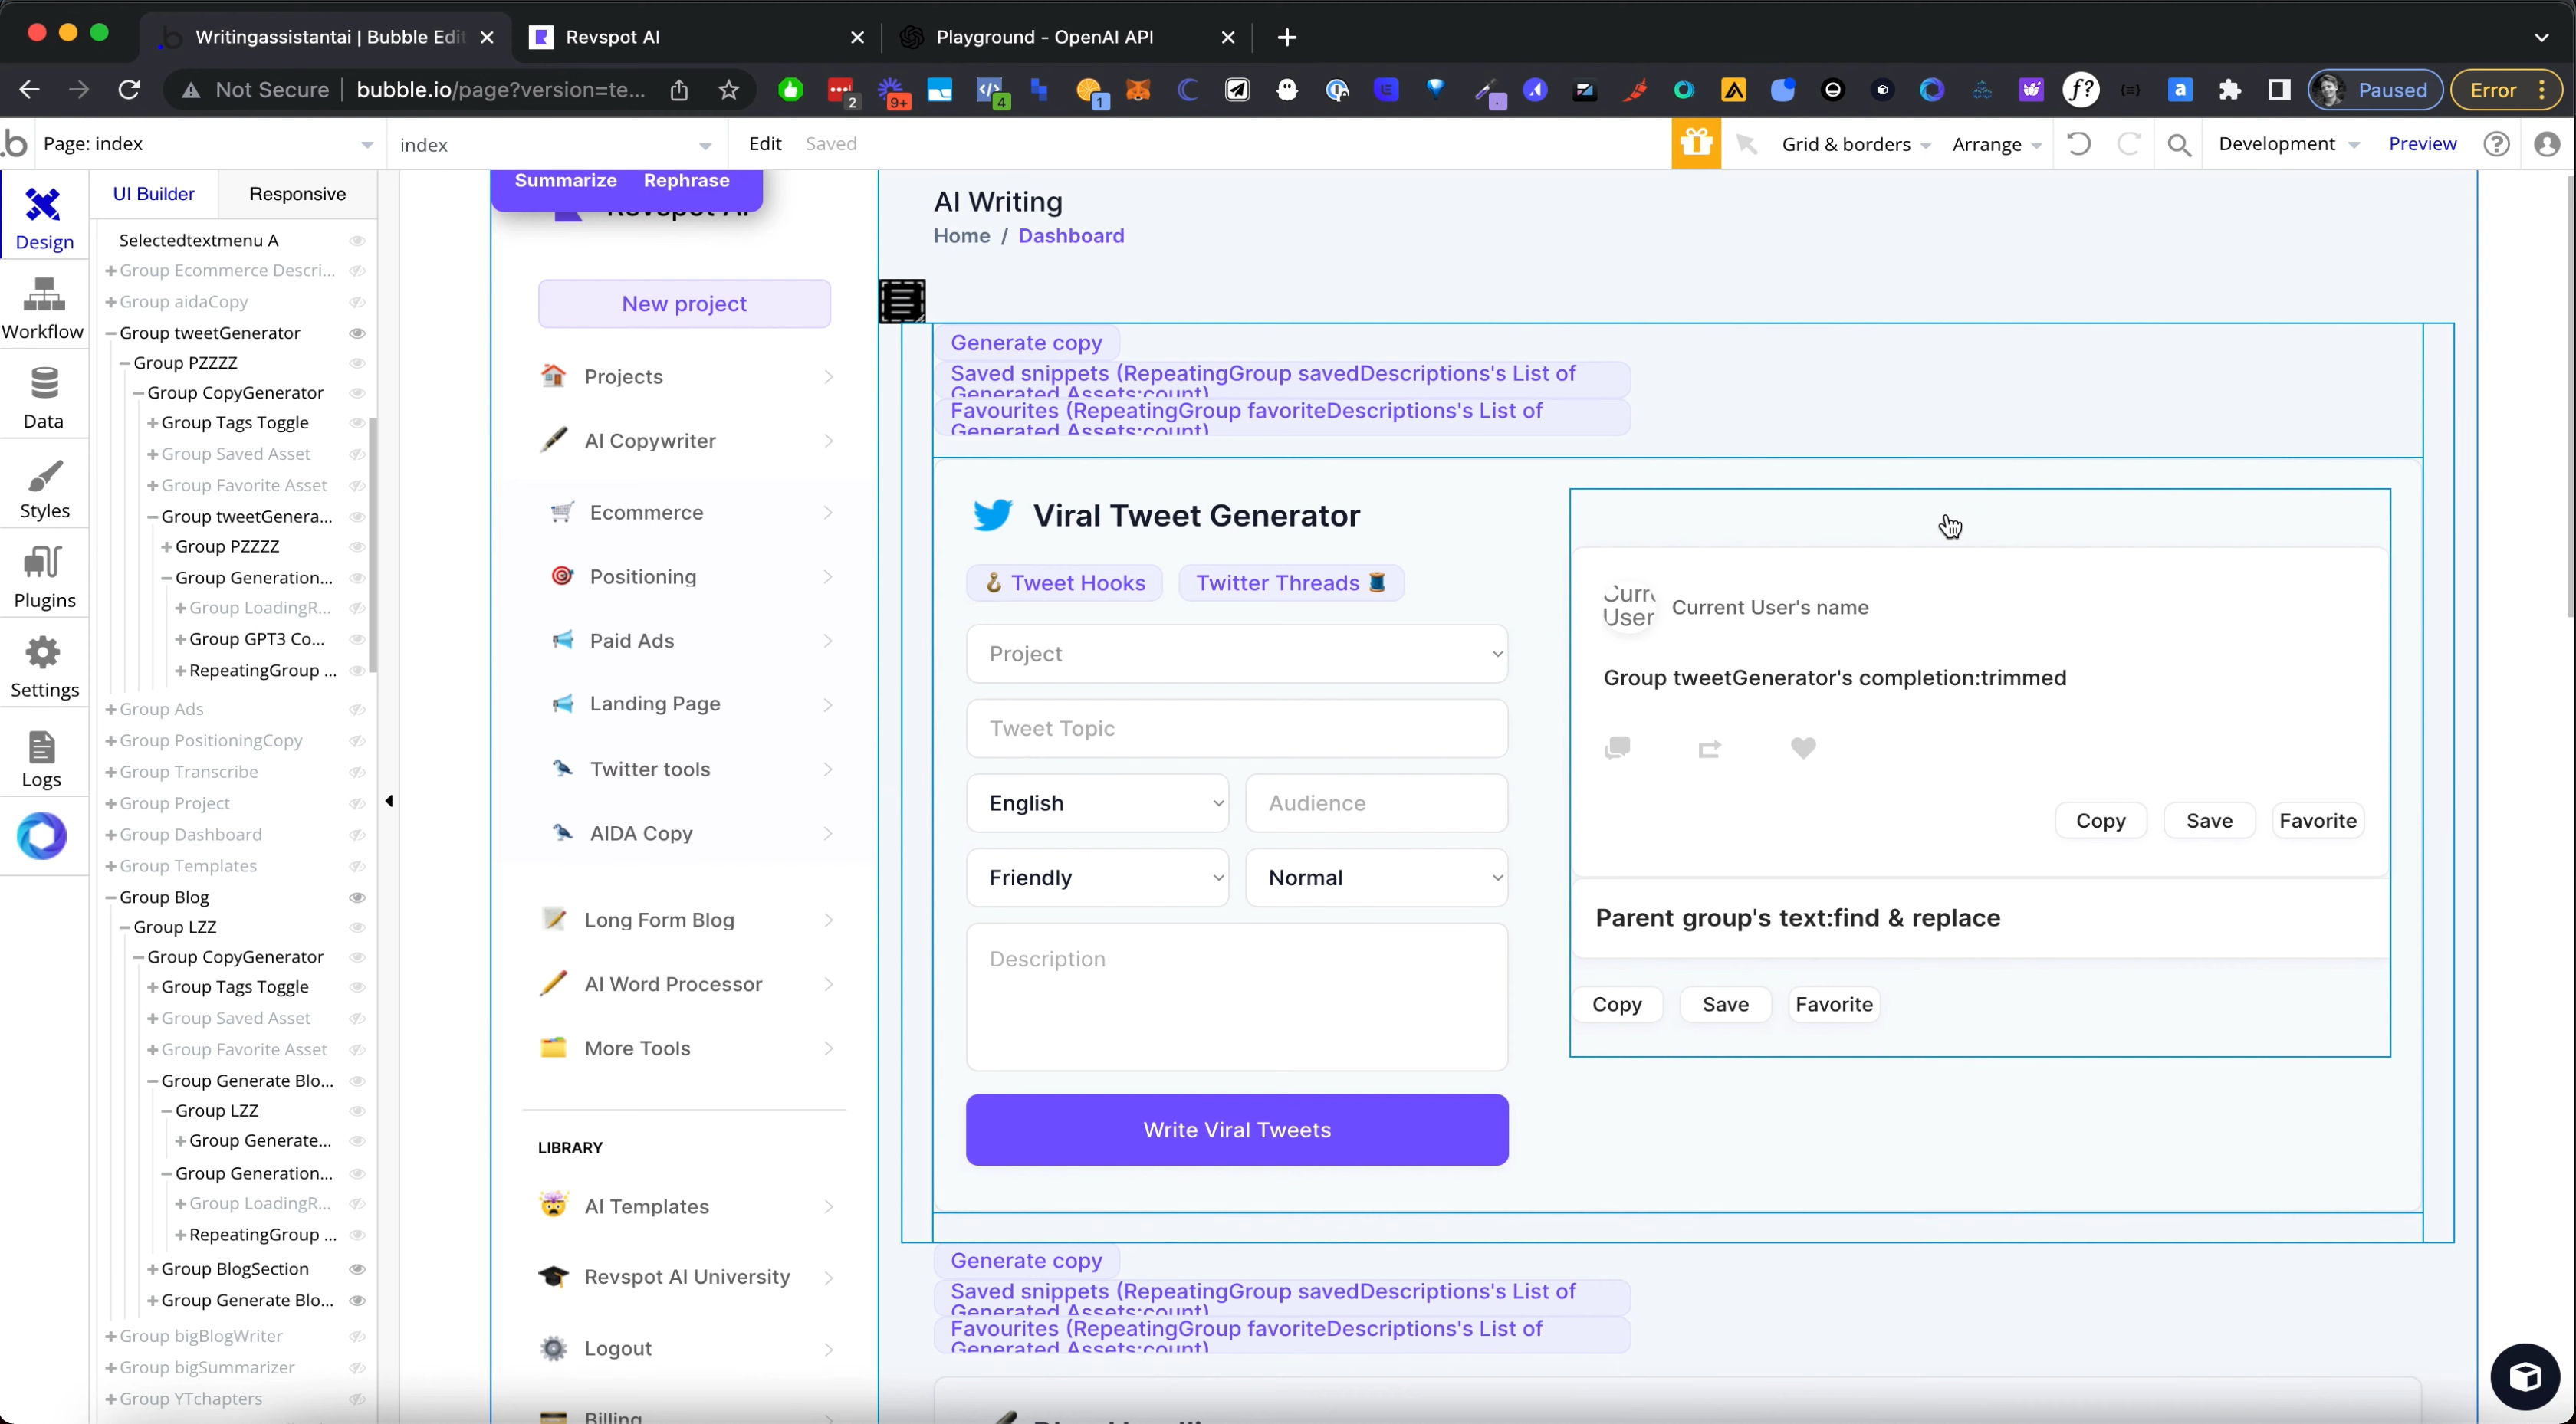 Writingassistantai | Bubble Edit
Revspot AI
Playground - OpenAI API
Not Secure
bubble.io/page?version=te...
2
9+
4
1
Paused
Error
Page: index
index
Edit
Saved
Grid & borders
Arrange
Development
Preview
UI Builder
Responsive
Design
Workflow
Data
Styles
Plugins
Settings
Logs
Selectedtextmenu A
Group Ecommerce Descri...
Group aidaCopy
Group tweetGenerator
Group PZZZZ
Group CopyGenerator
Group Tags Toggle
Group Saved Asset
Group Favorite Asset
Group tweetGenera...
Group PZZZZ
Group Generation...
Group LoadingR...
Group GPT3 Co...
RepeatingGroup ...
Group Ads
Group PositioningCopy
Group Transcribe
Group Project
Group Dashboard
Group Templates
Group Blog
Group LZZ
Group CopyGenerator
Group Tags Toggle
Group Saved Asset
Group Favorite Asset
Group Generate Blo...
Group LZZ
Group Generate...
Group Generation...
Group LoadingR...
RepeatingGroup ...
Group BlogSection
Group Generate Blo...
Group bigBlogWriter
Group bigSummarizer
Group YTchapters
Summarize Rephrase
Revspot AI
New project
Projects
AI Copywriter
Ecommerce
Positioning
Paid Ads
Landing Page
Twitter tools
AIDA Copy
Long Form Blog
AI Word Processor
More Tools
LIBRARY
AI Templates
Revspot AI University
Logout
Billing
AI Writing
Home / Dashboard
Generate copy
Saved snippets (RepeatingGroup savedDescriptions's List of
Generated Assets:count)
Favourites (RepeatingGroup favoriteDescriptions's List of
Generated Assets:count)
Viral Tweet Generator
Tweet Hooks
Twitter Threads
Project
Tweet Topic
English
Audience
Friendly
Normal
Description
Write Viral Tweets
User
Current User's name
Group tweetGenerator's completion:trimmed
Copy
Save
Favorite
Parent group's text:find & replace
Copy
Save
Favorite
Generate copy
Saved snippets (RepeatingGroup savedDescriptions's List of
Generated Assets:count)
Favourites (RepeatingGroup favoriteDescriptions's List of
Generated Assets:count)